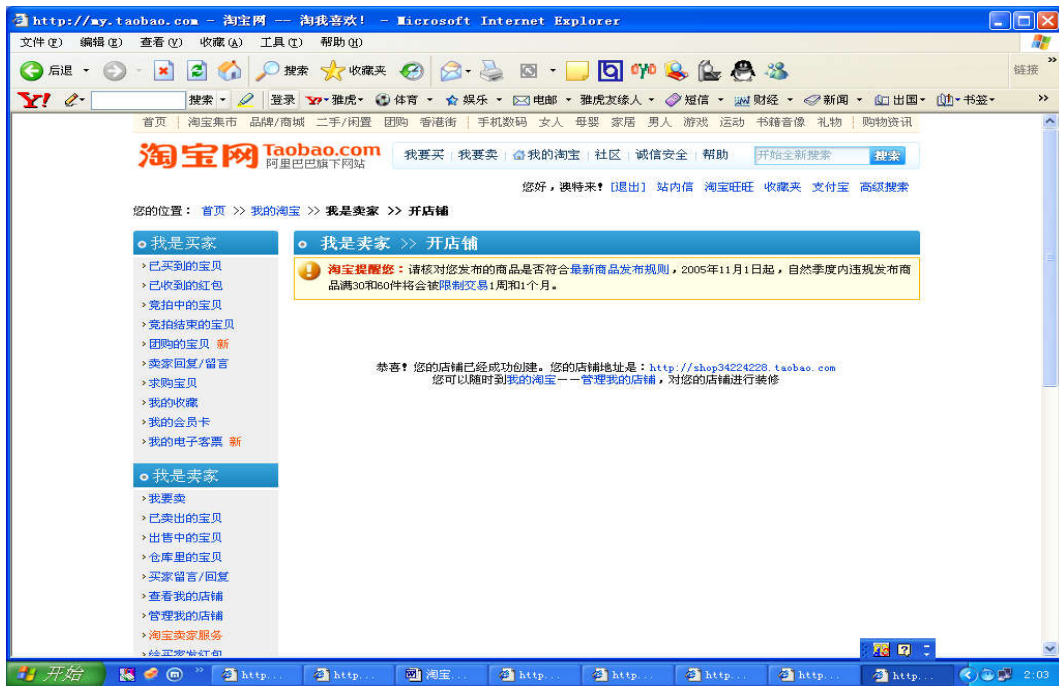 http://my.taobao.com - 淘宝网 -- 淘我喜欢! - Microsoft Internet Explorer
文件(F) 编辑(E) 查看(V) 收藏(A) 工具(T) 帮助(H)
后退 搜索 收藏夹 链接 »
Y! 搜索 登录 雅虎 体育 娱乐 电邮 雅虎友缘人 短信 财经 新闻 出国 书签 »
首页 | 淘宝集市 品牌/商城 二手/闲置 团购 香港街 | 手机数码 女人 母婴 家居 男人 游戏 运动 书籍音像 礼物 | 购物资讯
淘宝网 Taobao.com
阿里巴巴旗下网站
我要买 | 我要卖 | 我的淘宝 | 社区 | 诚信安全 | 帮助 开始全新搜索 搜索
您好，澳特来! [退出] 站内信 淘宝旺旺 收藏夹 支付宝 高级搜索
您的位置： 首页 >> 我的淘宝 >> 我是卖家 >> 开店铺
我是买家
已买到的宝贝
已收到的红包
竞拍中的宝贝
竞拍结束的宝贝
团购的宝贝 新
卖家回复/留言
求购宝贝
我的收藏
我的会员卡
我的电子客票 新
我是卖家
我要卖
已卖出的宝贝
出售中的宝贝
仓库里的宝贝
买家留言/回复
查看我的店铺
管理我的店铺
淘宝卖家服务
给买家发红包
我是卖家 >> 开店铺
淘宝提醒您：请核对您发布的商品是否符合最新商品发布规则，2005年11月1日起，自然季度内违规发布商
品满30和60件将会被限制交易1周和1个月。
恭喜! 您的店铺已经成功创建。您的店铺地址是：http://shop34224228.taobao.com
您可以随时到我的淘宝——管理我的店铺，对您的店铺进行装修
开始 » http... http... 淘宝... http... http... http... http... http... 2:03